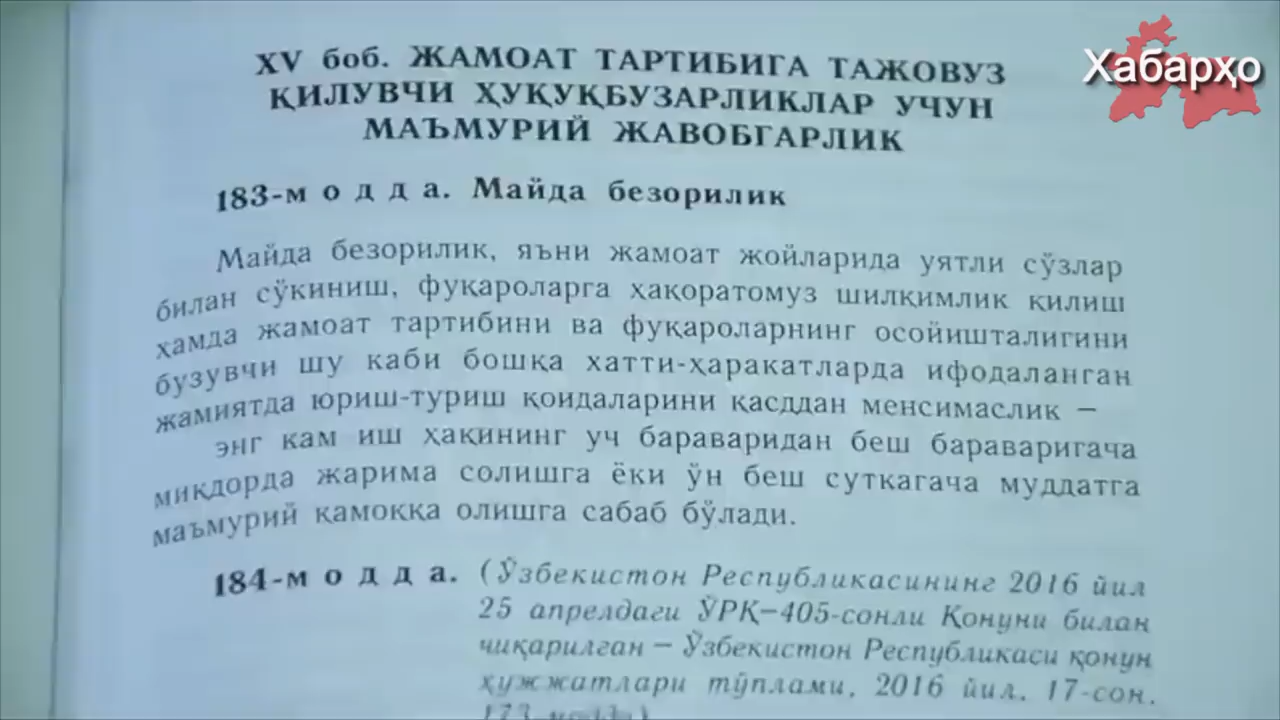 XV боб. ЖАМОАТ ТАРТИБИГА ТАЖОВУЗ
ҚИЛУВЧИ ҲУҚУҚБУЗАРЛИКЛАР УЧУН
МАЪМУРИЙ ЖАВОБГАРЛИК
Хабарҳо
183-м о д д а. Майда безорилик
Майда безорилик, яъни жамоат жойларида уятли сўзлар
билан сўкиниш, фуқароларга ҳақоратомуз шилқимлик қилиш
ҳамда жамоат тартибини ва фуқароларнинг осойишталигини
бузувчи шу каби бошқа хатти-ҳаракатларда ифодаланган
жамиятда юриш-туриш қоидаларини қасддан менсимаслик –
энг кам иш ҳақининг уч бараваридан беш бараваригача
миқдорда жарима солишга ёки ўн беш суткагача муддатга
маъмурий қамоққа олишга сабаб бўлади.
184-м о д д а. (Ўзбекистон Республикасининг 2016 йил
25 апрелдаги ЎРҚ–405-сонли Қонуни билан
чиқарилган – Ўзбекистон Республикаси қонун
ҳужжатлари тўплами, 2016 йил, 17-сон,
173-модда)